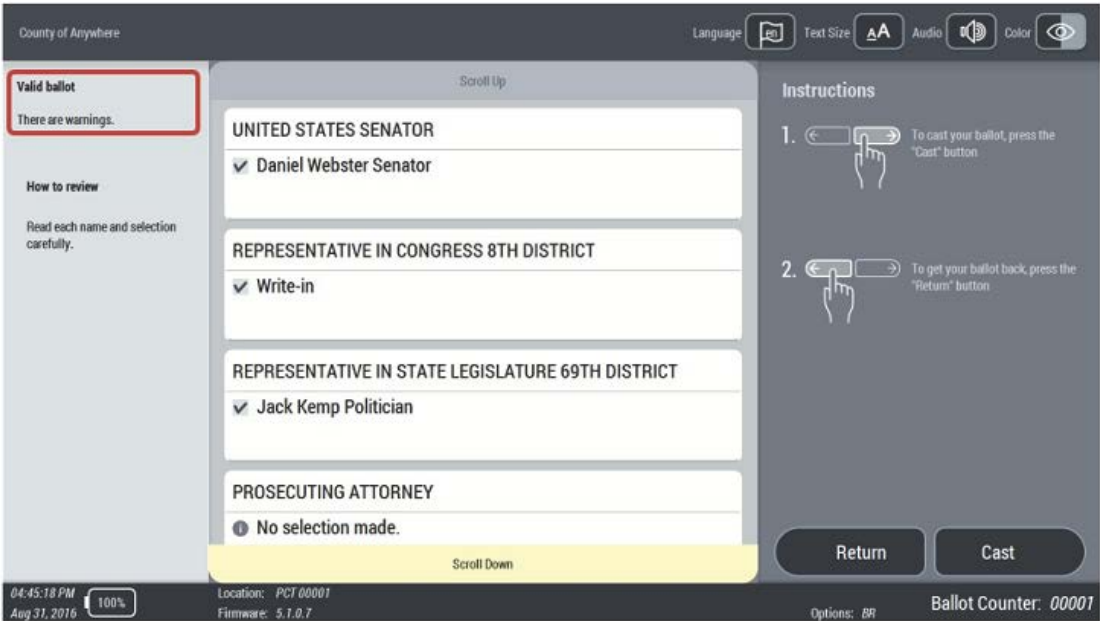 County of Anywhere
Language en Text Size AA Audio Color
Valid ballot
There are warnings.
How to review
Read each name and selection
carefully.
Scroll Up
UNITED STATES SENATOR
Daniel Webster Senator
REPRESENTATIVE IN CONGRESS 8TH DISTRICT
Write-in
REPRESENTATIVE IN STATE LEGISLATURE 69TH DISTRICT
Jack Kemp Politician
PROSECUTING ATTORNEY
No selection made.
Scroll Down
Instructions
1. To cast your ballot, press the
"Cast" button
2. To get your ballot back, press the
"Return" button
Return
Cast
04:45:18 PM
Aug 31, 2016
100%
Location: PCT 00001
Firmware: 5.1.0.7
Options: BR
Ballot Counter: 00001